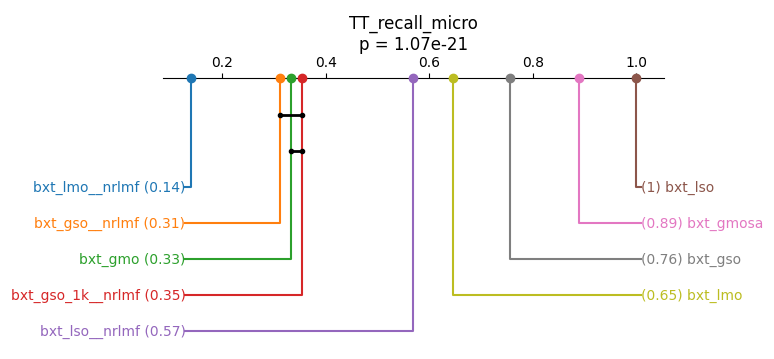 TT_recall_micro
p = 1.07e-21
0.2 0.4 0.6 0.8 1.0
bxt_lmo__nrlmf (0.14) (1) bxt_lso
bxt_gso__nrlmf (0.31) (0.89) bxt_gmosa
bxt_gmo (0.33) (0.76) bxt_gso
bxt_gso_1k__nrlmf (0.35) (0.65) bxt_lmo
bxt_lso__nrlmf (0.57)